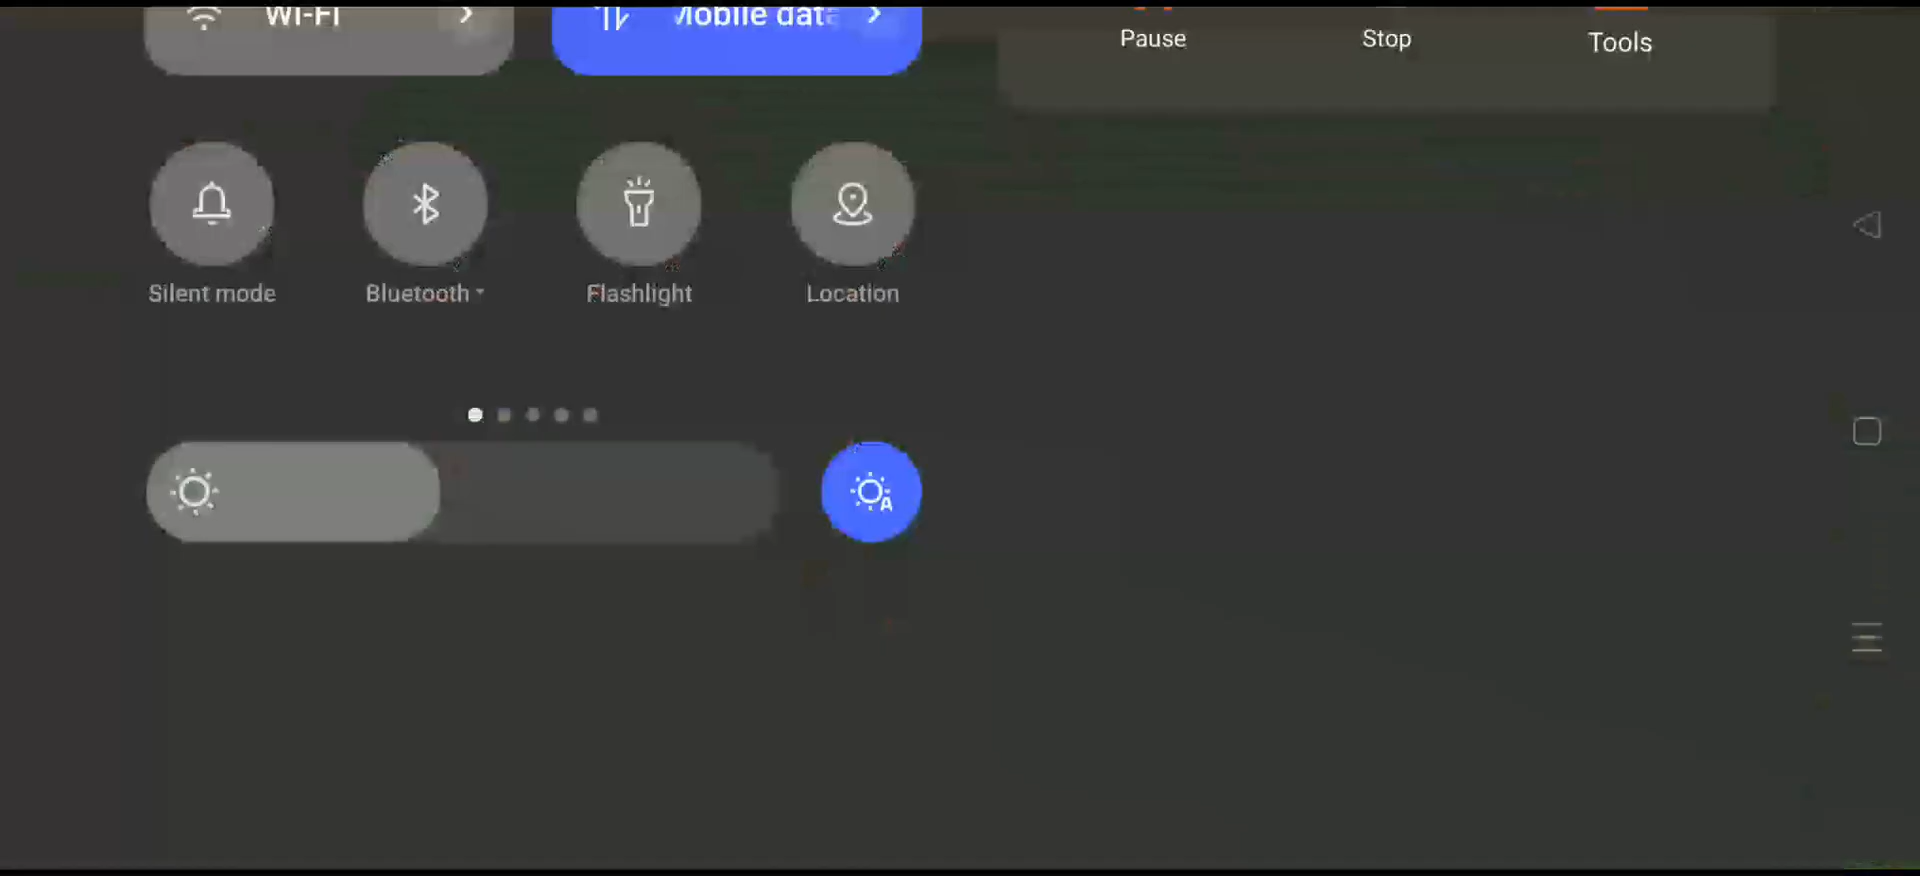 Wi-Fi
Mobile data
Pause
Stop
Tools
Silent mode
Bluetooth
Flashlight
Location
A